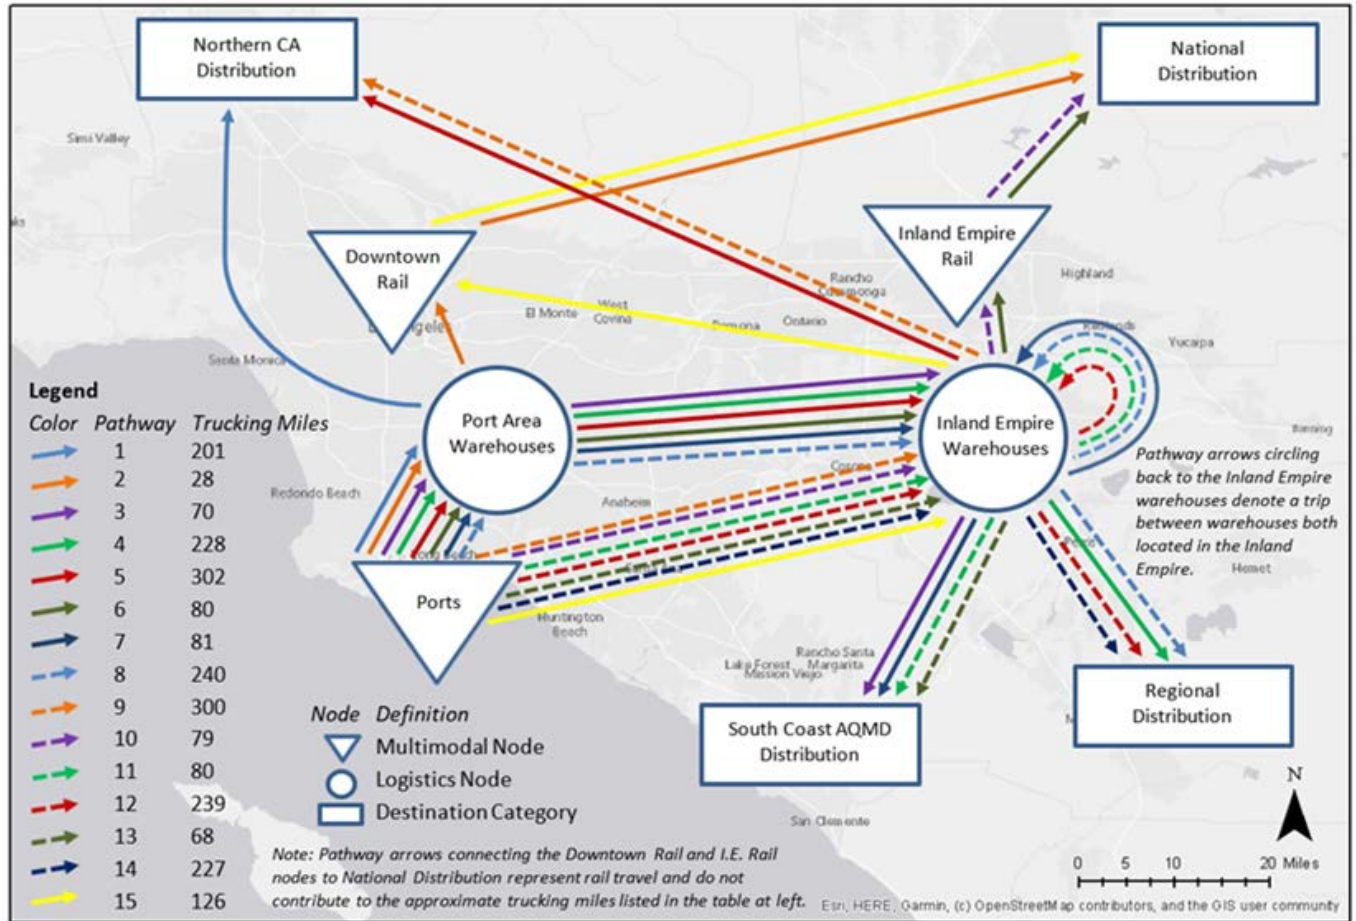 Northern CA
Distribution
National
Distribution
Simi Valley
Inland Empire
Rail
Downtown
Rail
Highland
Rancho
Cucamonga
El Monte
West
Covina
Pomona
Ontario
Redlands
Yucaipa
Santa Monica
Legend
Color Pathway Trucking Miles
1 201
2 28
3 70
4 228
5 302
6 80
7 81
8 240
9 300
10 79
11 80
12 239
13 68
14 227
15 126
Port Area
Warehouses
Inland Empire
Warehouses
Banning
Corona
Pathway arrows circling
back to the Inland Empire
warehouses denote a trip
between warehouses both
located in the Inland
Empire.
Redondo Beach
Anaheim
Long Beach
Perris
Hemet
Ports
Huntington
Beach
Rancho Santa
Margarita
Lake Forest
Mission Viejo
Regional
Distribution
South Coast AQMD
Distribution
Node Definition
Multimodal Node
Logistics Node
Destination Category
San Clemente
N
Note: Pathway arrows connecting the Downtown Rail and I.E. Rail
nodes to National Distribution represent rail travel and do not
contribute to the approximate trucking miles listed in the table at left.
0 5 10 20 Miles
Esri, HERE, Garmin, (c) OpenStreetMap contributors, and the GIS user community